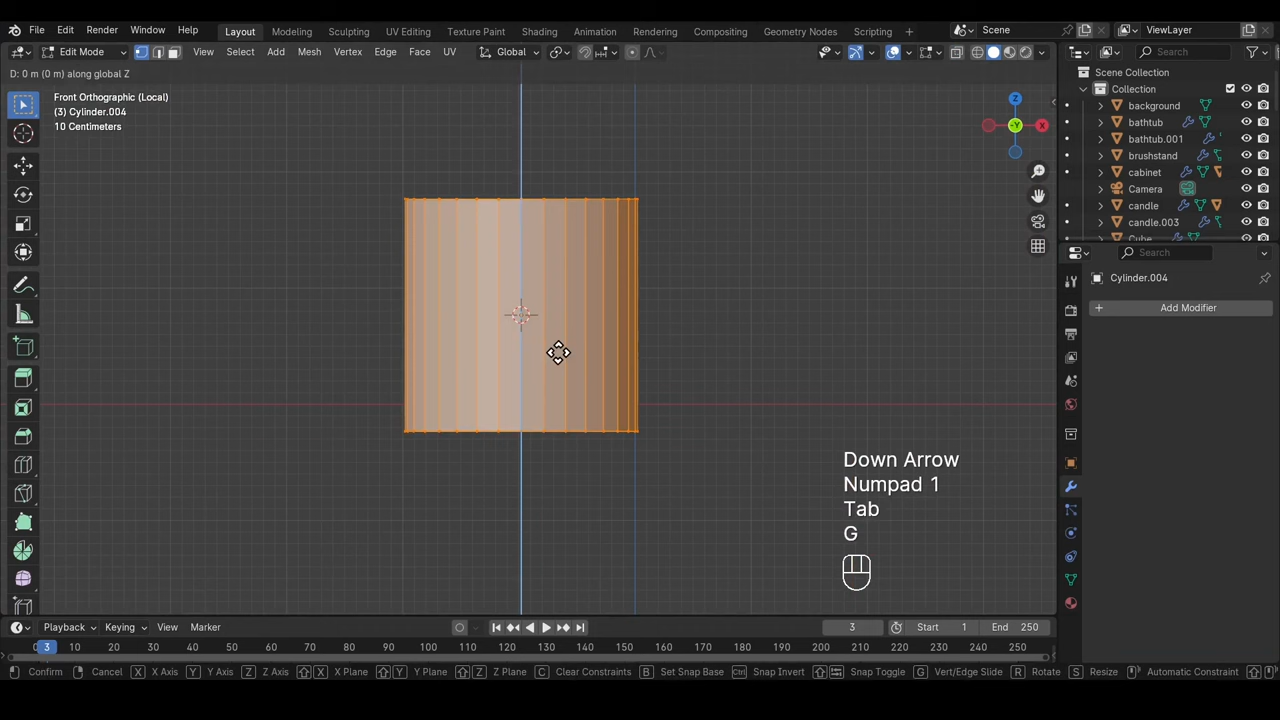 File Edit Render Window Help Layout Modeling Sculpting UV Editing Texture Paint Shading Animation Rendering Compositing Geometry Nodes Scripting + Scene ViewLayer
Edit Mode View Select Add Mesh Vertex Edge Face UV Global Search
D: 0 m (0 m) along global Z
Scene Collection
Front Orthographic (Local)
Collection
(3) Cylinder.004
background
10 Centimeters
bathtub
bathtub.001
brushstand
cabinet
Camera
candle
candle.003
Cube
Search
Cylinder.004
+ Add Modifier
Z
-Y
X
Down Arrow
Numpad 1
Tab
G
Playback Keying View Marker 3 Start 1 End 250
3 10 20 30 40 50 60 70 80 90 100 110 120 130 140 150 160 170 180 190 200 210 220 230 240 250
Confirm Cancel X X Axis Y Y Axis Z Z Axis X X Plane Y Y Plane Z Z Plane C Clear Constraints B Set Snap Base Ctrl Snap Invert Snap Toggle G Vert/Edge Slide R Rotate S Resize Automatic Constraint